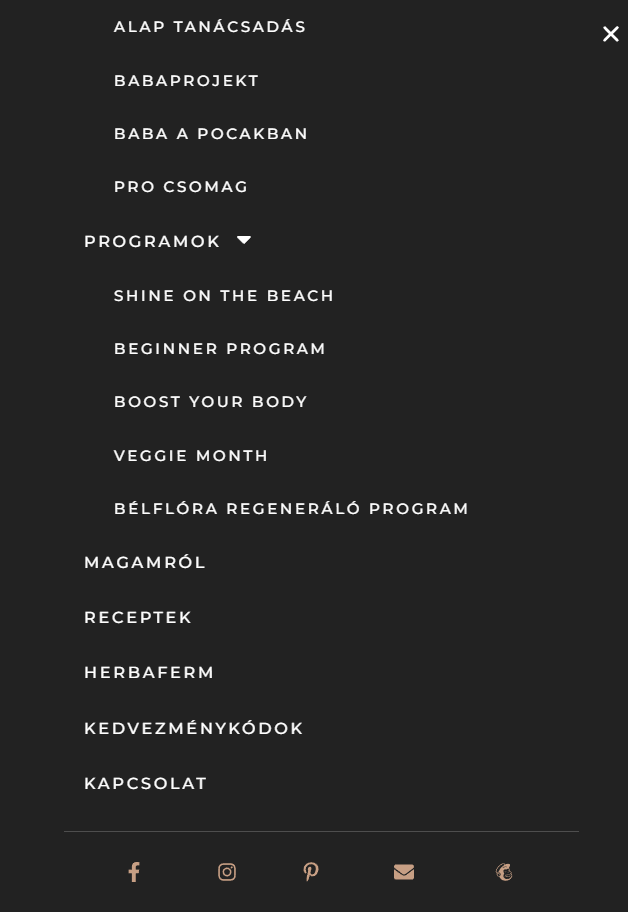 ALAP TANÁCSADÁS
BABAPROJEKT
BABA A POCAKBAN
PRO CSOMAG
PROGRAMOK
SHINE ON THE BEACH
BEGINNER PROGRAM
BOOST YOUR BODY
VEGGIE MONTH
BÉLFLÓRA REGENERÁLÓ PROGRAM
MAGAMRÓL
RECEPTEK
HERBAFERM
KEDVEZMÉNYKÓDOK
KAPCSOLAT